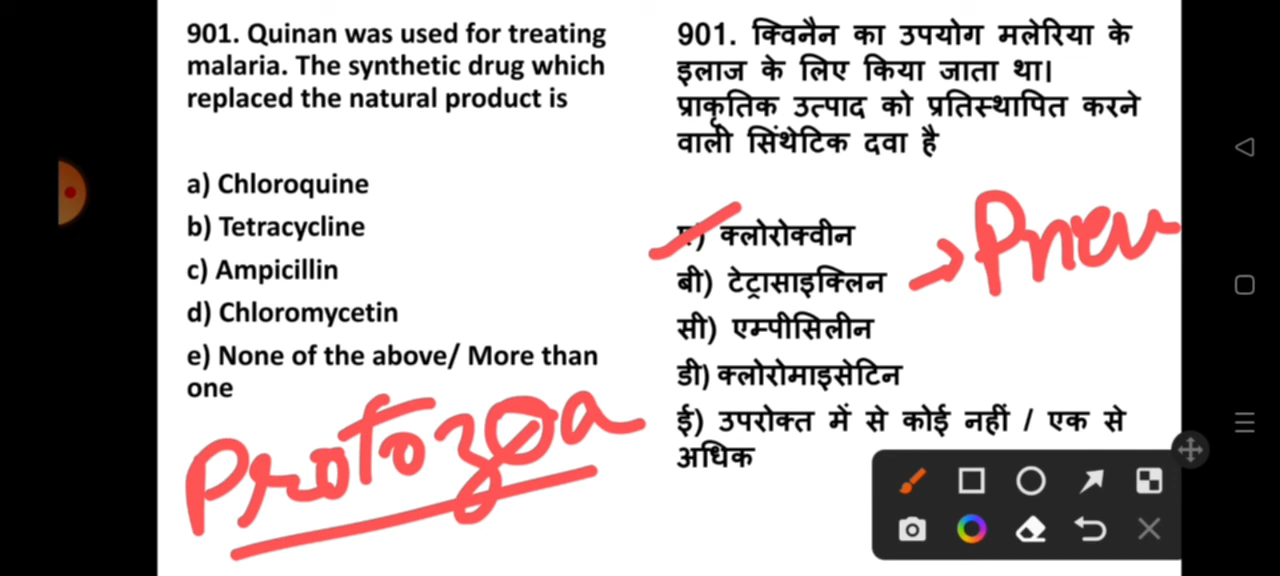 901. Quinan was used for treating
malaria. The synthetic drug which
replaced the natural product is
a) Chloroquine
b) Tetracycline
c) Ampicillin
d) Chloromycetin
e) None of the above/ More than
one
Protozoa
901. क्विनैन का उपयोग मलेरिया के
इलाज के लिए किया जाता था।
प्राकृतिक उत्पाद को प्रतिस्थापित करने
वाली सिंथेटिक दवा है
ए) क्लोरोक्वीन
बी) टेट्रासाइक्लिन
सी) एम्पीसिलीन
डी) क्लोरोमाइसेटिन
ई) उपरोक्त में से कोई नहीं / एक से
अधिक